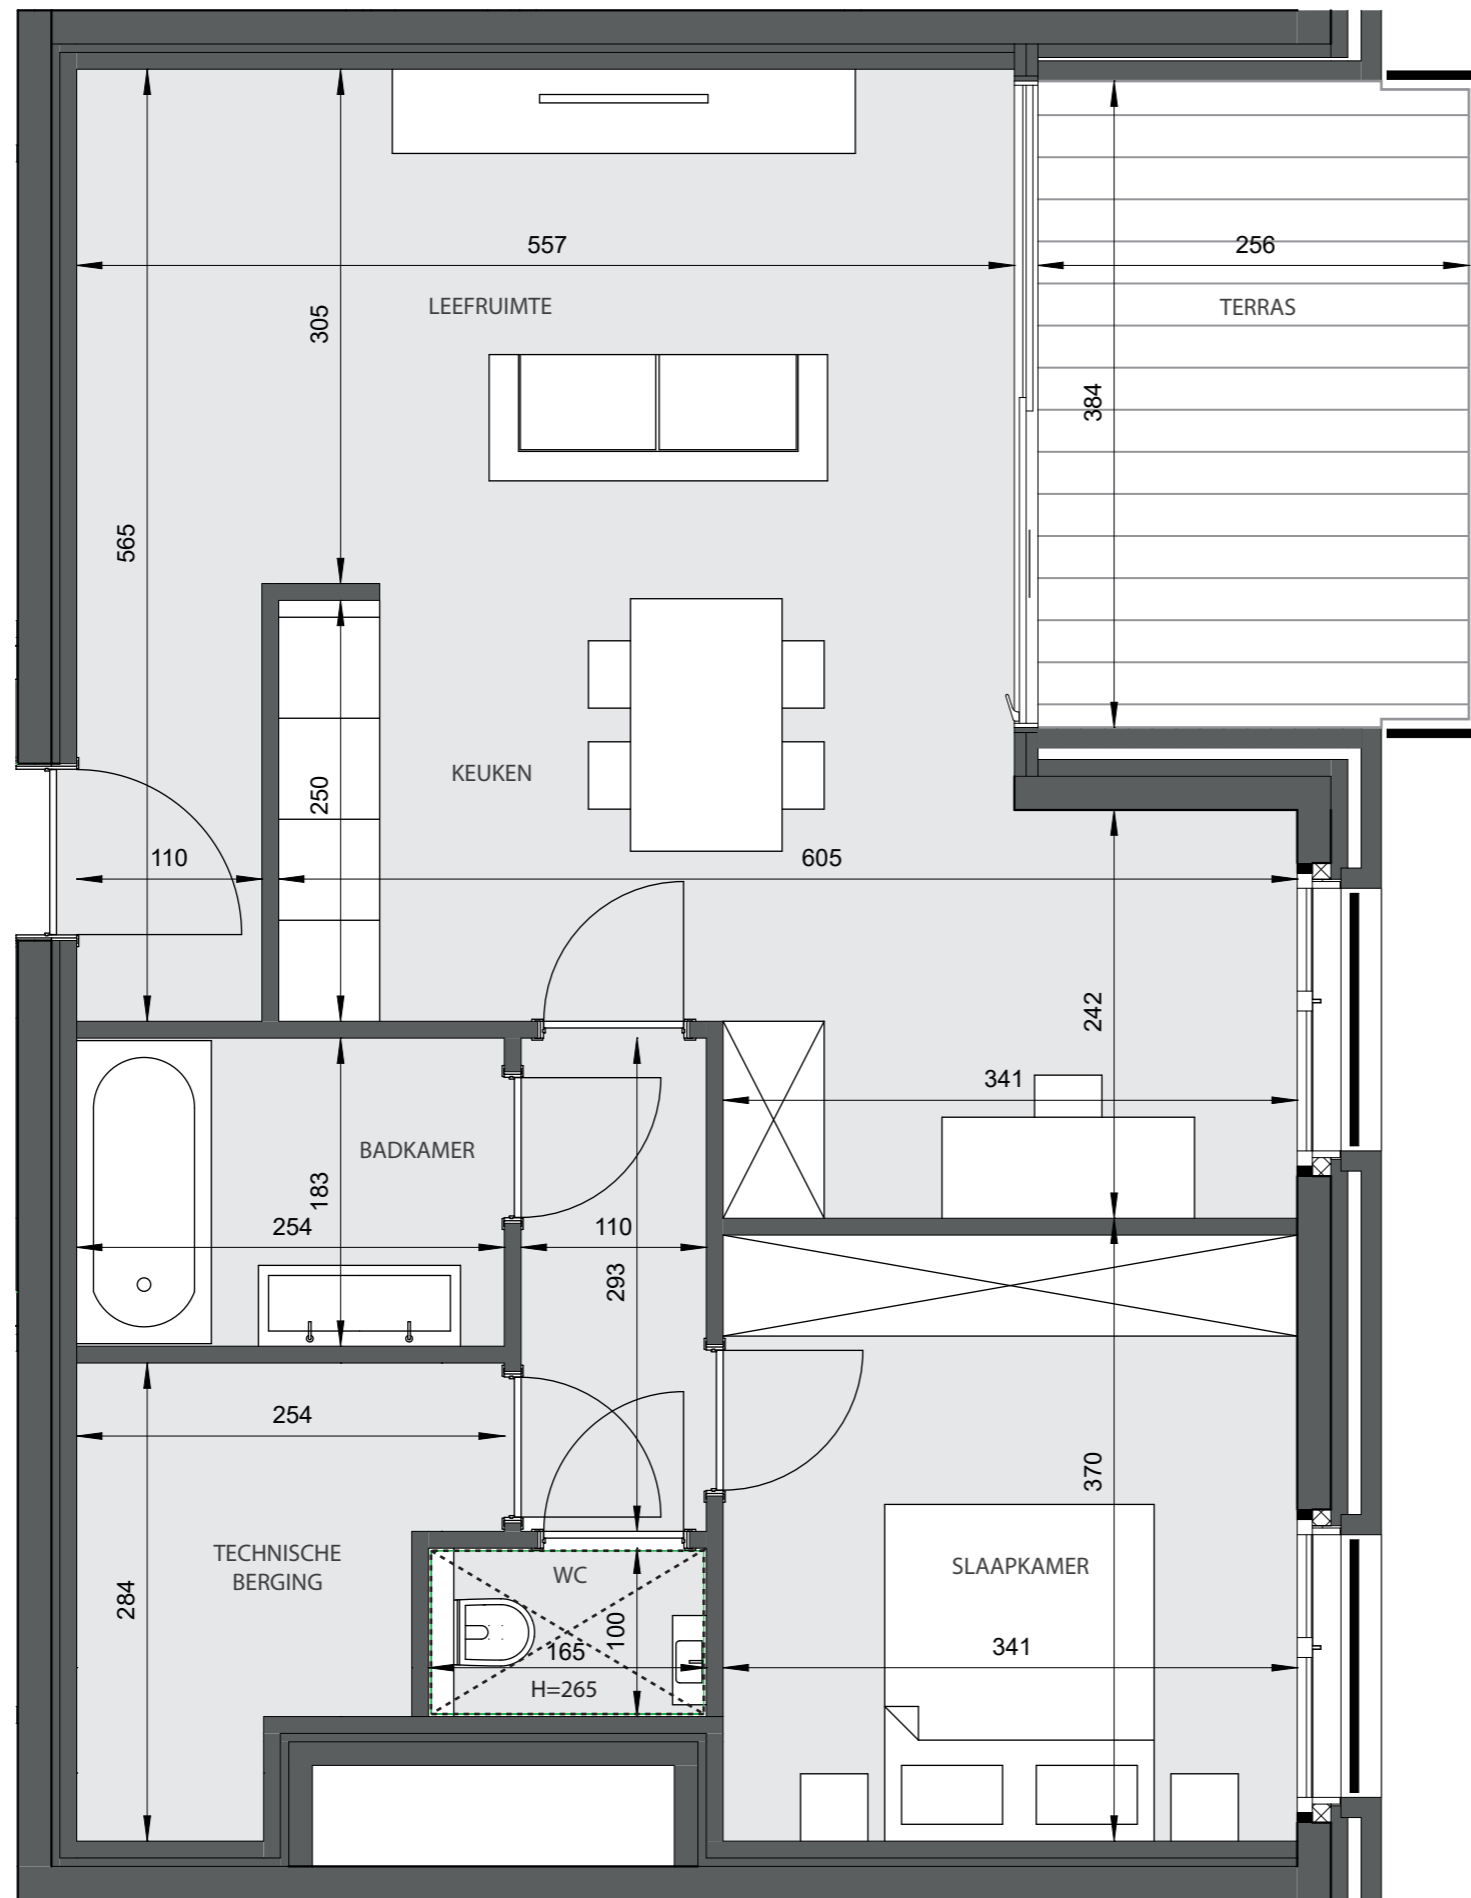 557
256
LEEFRUIMTE
TERRAS
305
384
565
KEUKEN
250
110
605
242
341
BADKAMER
183
254
110
293
254
370
TECHNISCHE
BERGING
284
WC
100
165
H=265
SLAAPKAMER
341